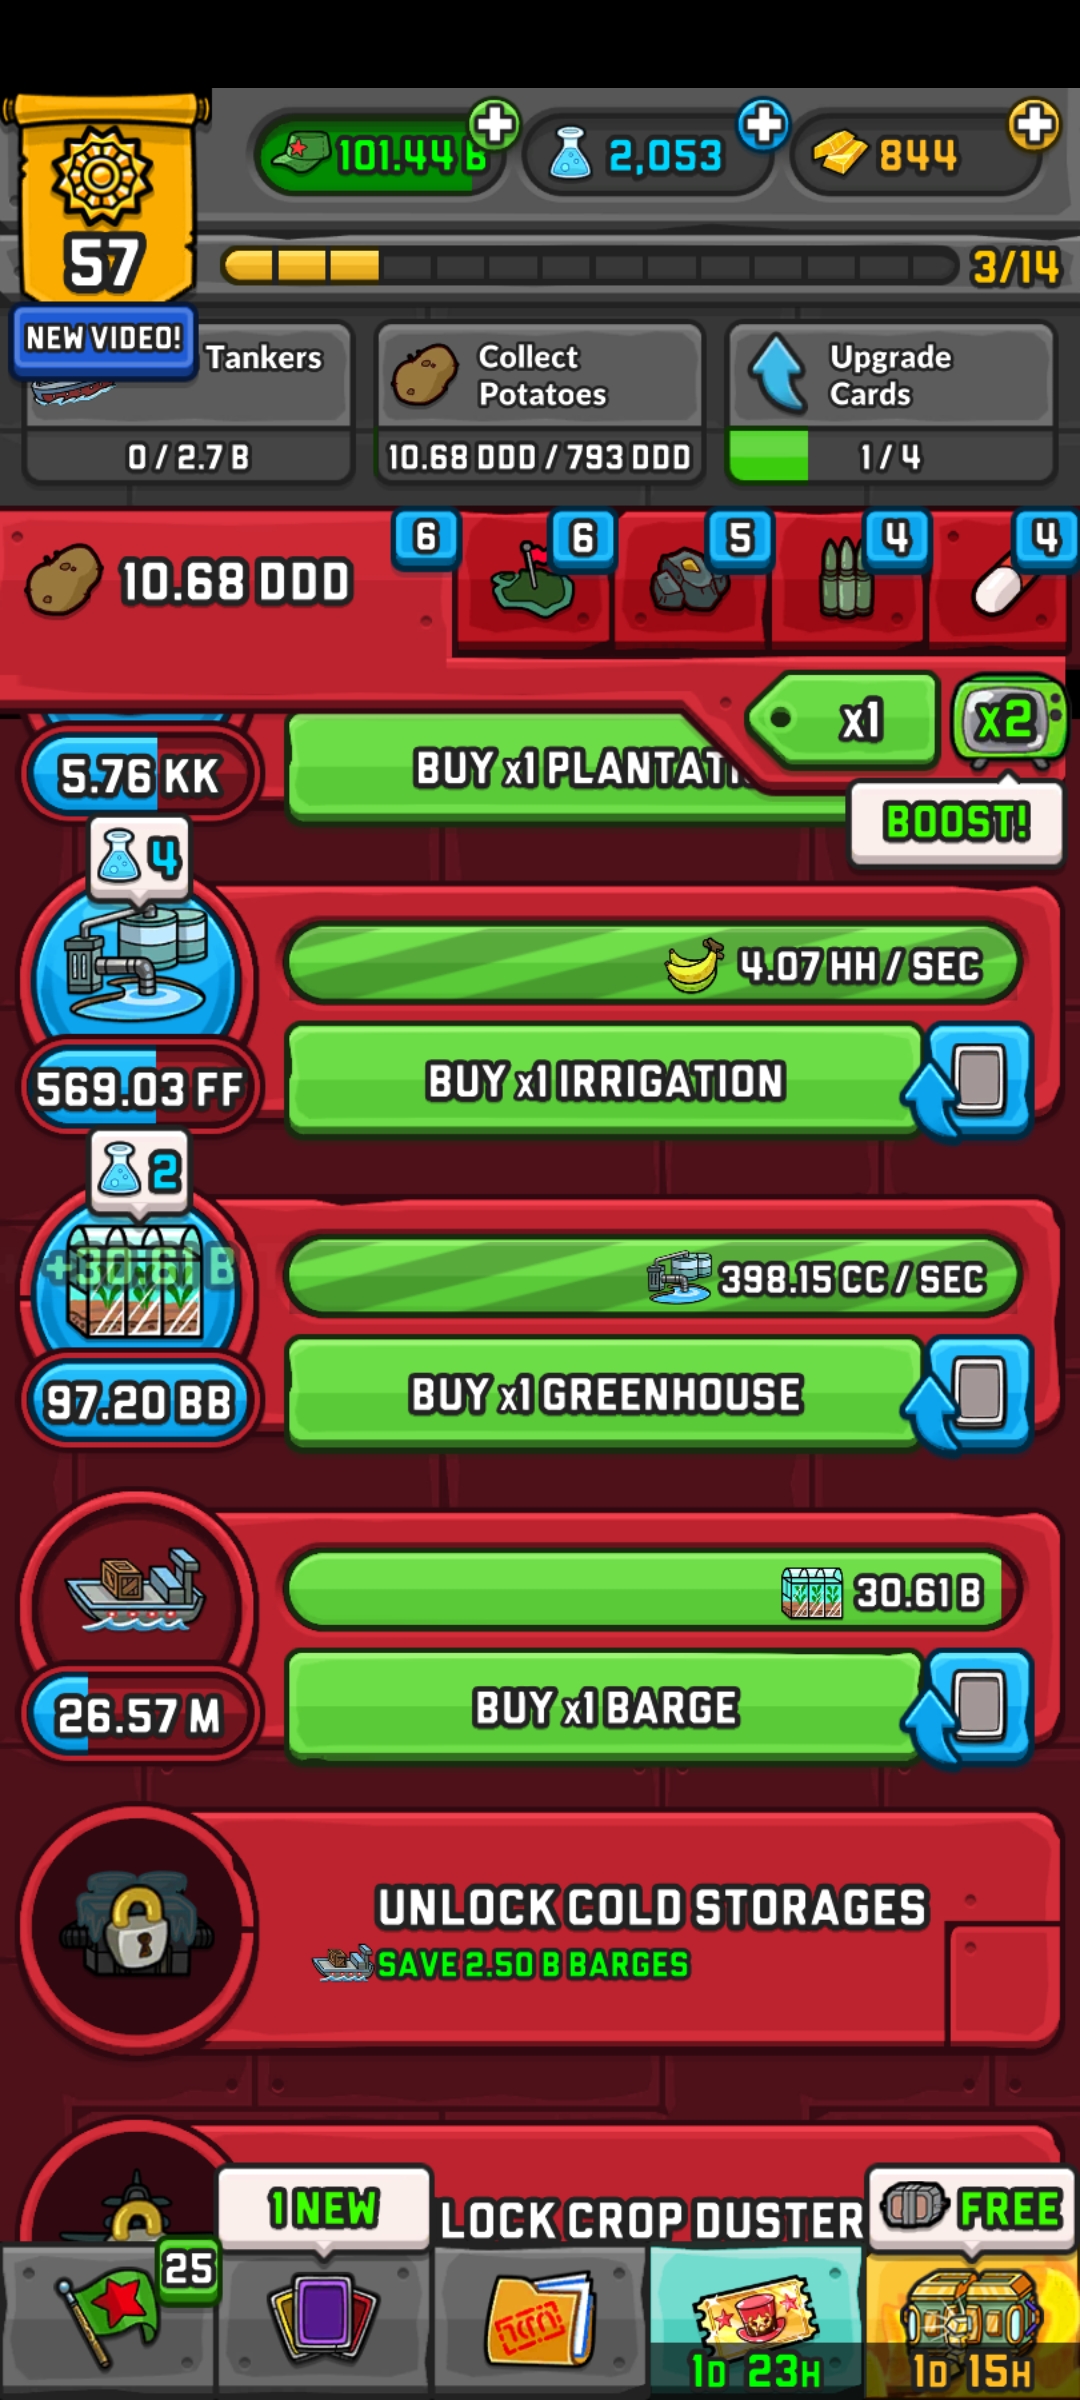 101.44 B
2,053
844
57
3/14
NEW VIDEO!
Tankers
0 / 2.7 B
Collect
Potatoes
10.68 DDD / 793 DDD
Upgrade
Cards
1 / 4
10.68 DDD
6
6
5
4
4
x1
x2
BOOST!
5.76 KK
BUY x1 PLANTATI
4
4.07 HH / SEC
569.03 FF
BUY x1 IRRIGATION
2
+30.61 B
398.15 CC / SEC
97.20 BB
BUY x1 GREENHOUSE
30.61 B
26.57 M
BUY x1 BARGE
UNLOCK COLD STORAGES
SAVE 2.50 B BARGES
LOCK CROP DUSTER
1 NEW
FREE
25
1D 23H
1D 15H